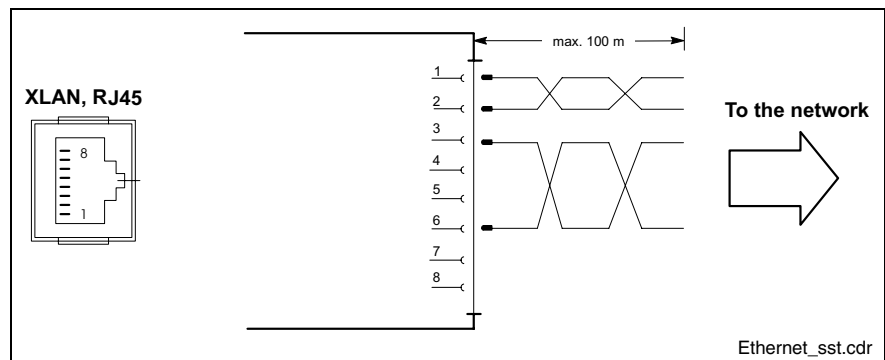 max. 100 m
XLAN, RJ45
8
1
1
2
3
4
5
6
7
8
To the network
Ethernet_sst.cdr